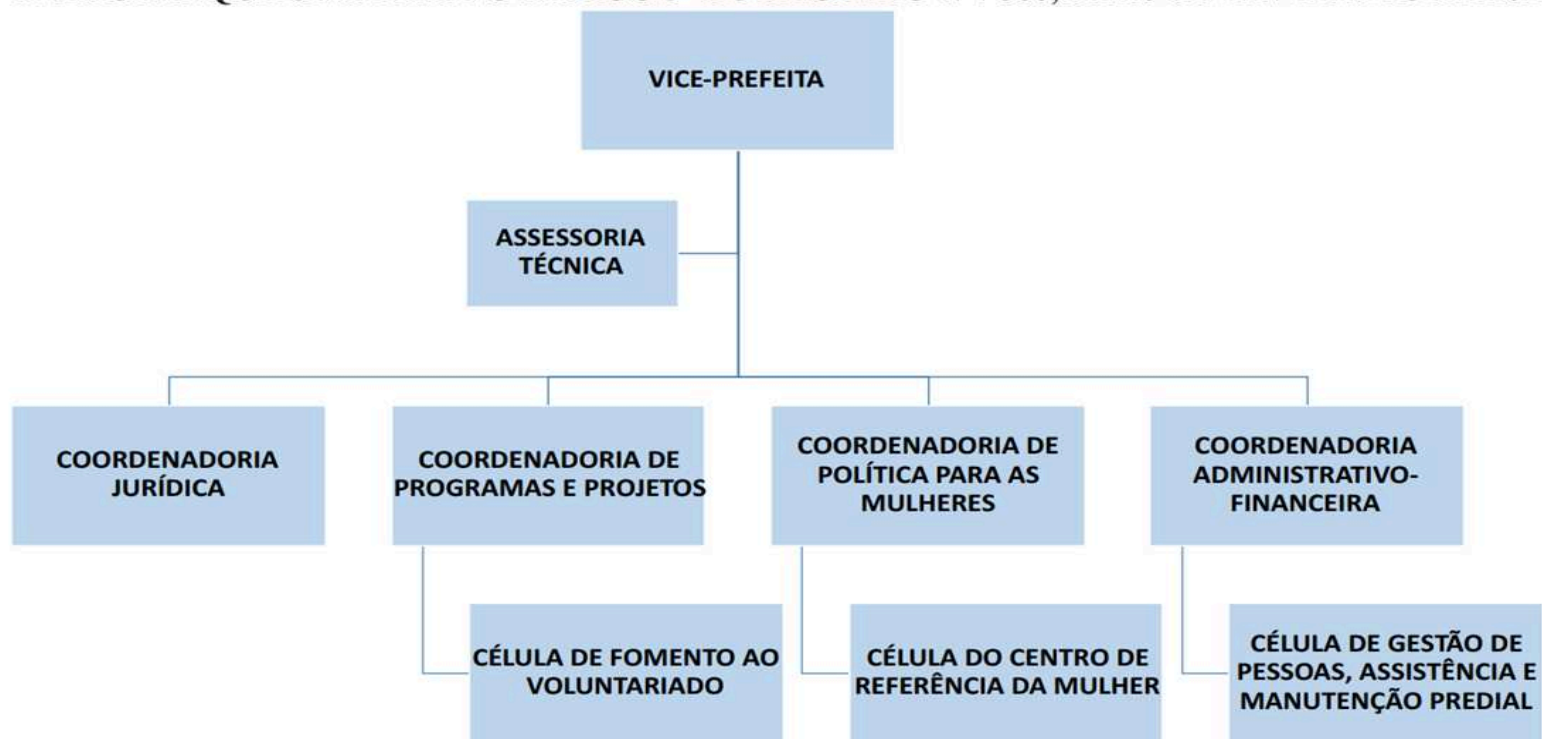 VICE-PREFEITA
ASSESSORIA
TÉCNICA
COORDENADORIA
JURÍDICA
COORDENADORIA DE
PROGRAMAS E PROJETOS
COORDENADORIA DE
POLÍTICA PARA AS
MULHERES
COORDENADORIA
ADMINISTRATIVO-
FINANCEIRA
CÉLULA DE FOMENTO AO
VOLUNTARIADO
CÉLULA DO CENTRO DE
REFERÊNCIA DA MULHER
CÉLULA DE GESTÃO DE
PESSOAS, ASSISTÊNCIA E
MANUTENÇÃO PREDIAL